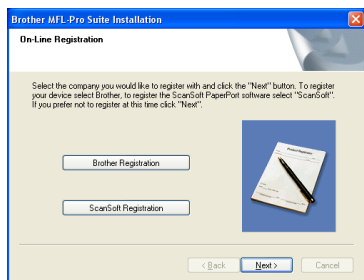 Brother MFL-Pro Suite Installation
On-Line Registration
Select the company you would like to register with and click the "Next" button. To register
your device select Brother, to register the ScanSoft PaperPort software select "ScanSoft".
If you prefer not to register at this time click "Next".
Product Registration
Brother Registration
ScanSoft Registration
< Back
Next >
Cancel